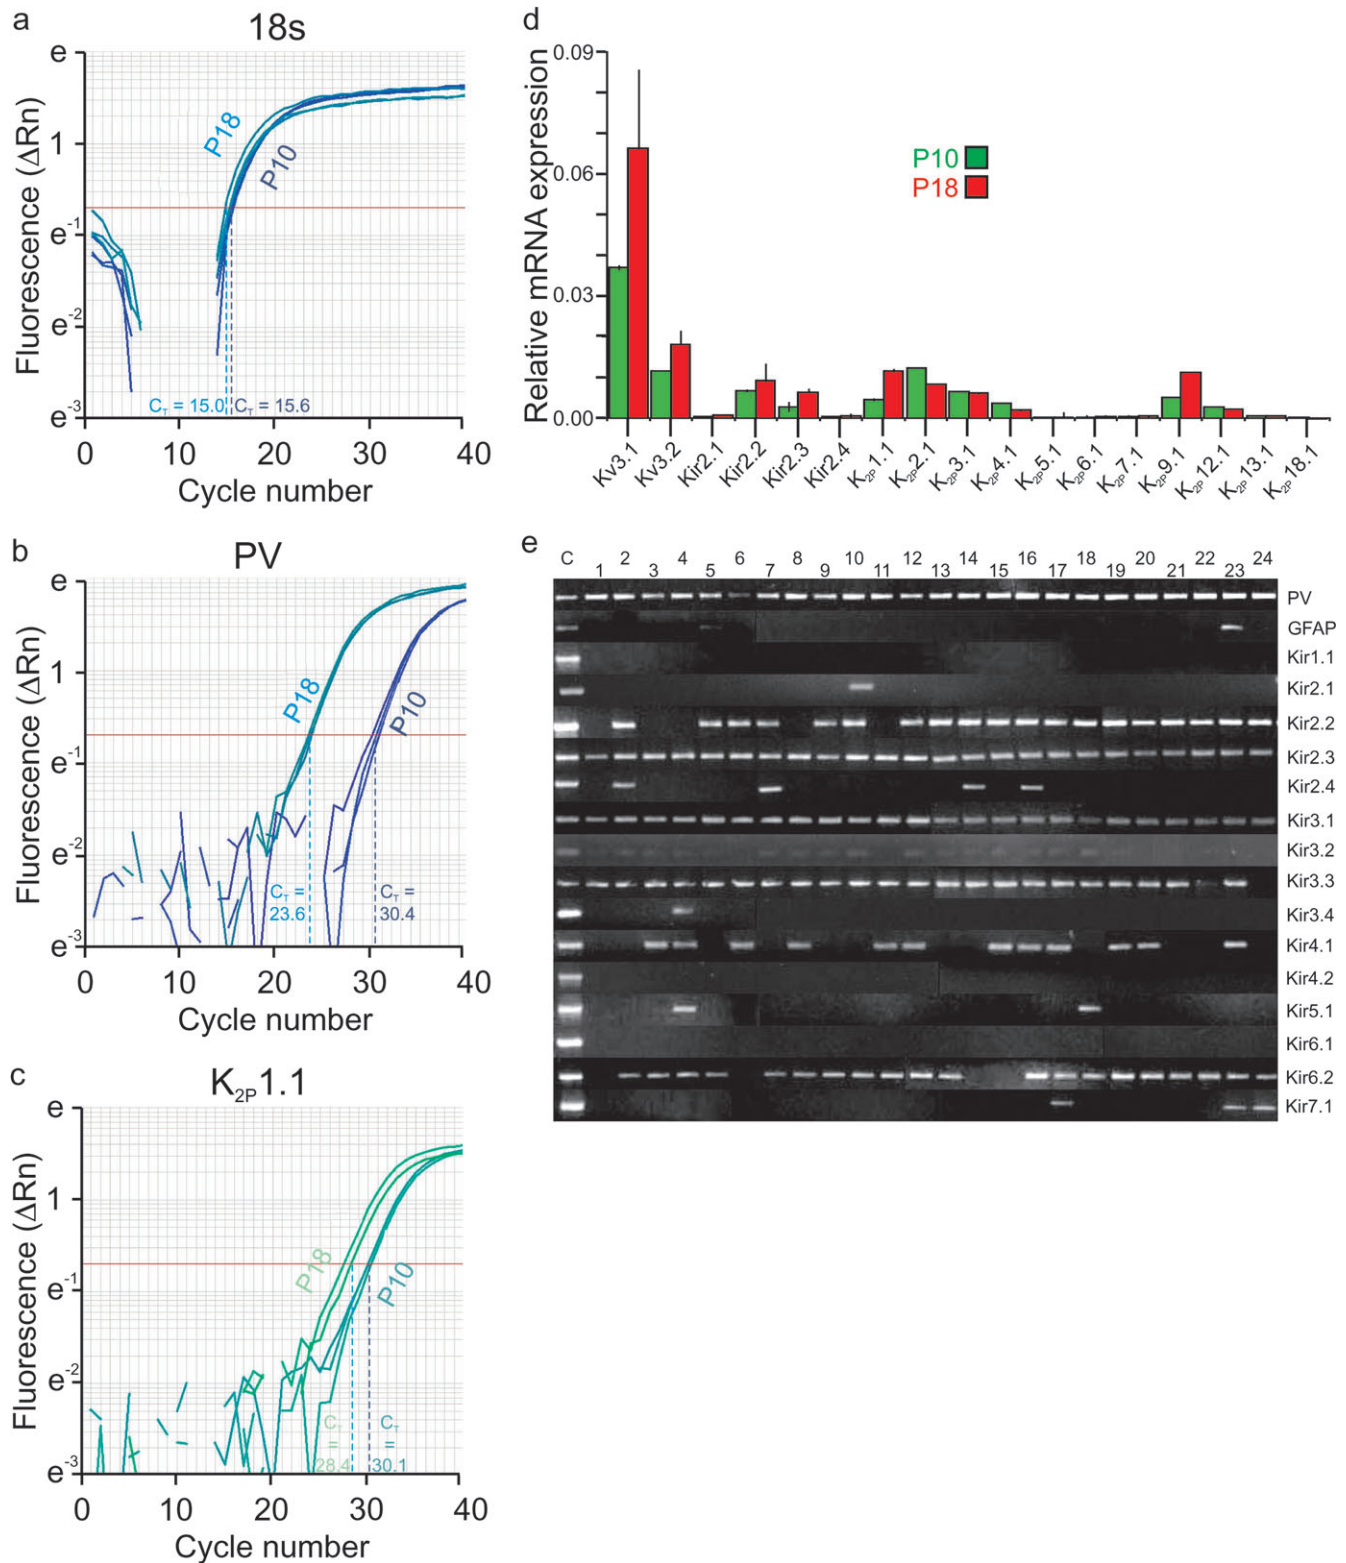 a
18s
Fluorescence (ΔRn)
e
1
e-1
e-2
e-3
P18
P10
CT = 15.0
CT = 15.6
0 10 20 30 40
Cycle number
b
PV
Fluorescence (ΔRn)
e
1
e-1
e-2
e-3
P18
P10
CT =
23.6
CT =
30.4
0 10 20 30 40
Cycle number
c
K2P1.1
Fluorescence (ΔRn)
e
1
e-1
e-2
e-3
P18
P10
CT
=
28.4
CT
=
30.1
0 10 20 30 40
Cycle number
d
Relative mRNA expression
0.09
0.06
0.03
0.00
P10
P18
Kv3.1
Kv3.2
Kir2.1
Kir2.2
Kir2.3
Kir2.4
K2P1.1
K2P2.1
K2P3.1
K2P4.1
K2P5.1
K2P6.1
K2P7.1
K2P9.1
K2P12.1
K2P13.1
K2P18.1
e
C 1 2 3 4 5 6 7 8 9 10 11 12 13 14 15 16 17 18 19 20 21 22 23 24
PV
GFAP
Kir1.1
Kir2.1
Kir2.2
Kir2.3
Kir2.4
Kir3.1
Kir3.2
Kir3.3
Kir3.4
Kir4.1
Kir4.2
Kir5.1
Kir6.1
Kir6.2
Kir7.1